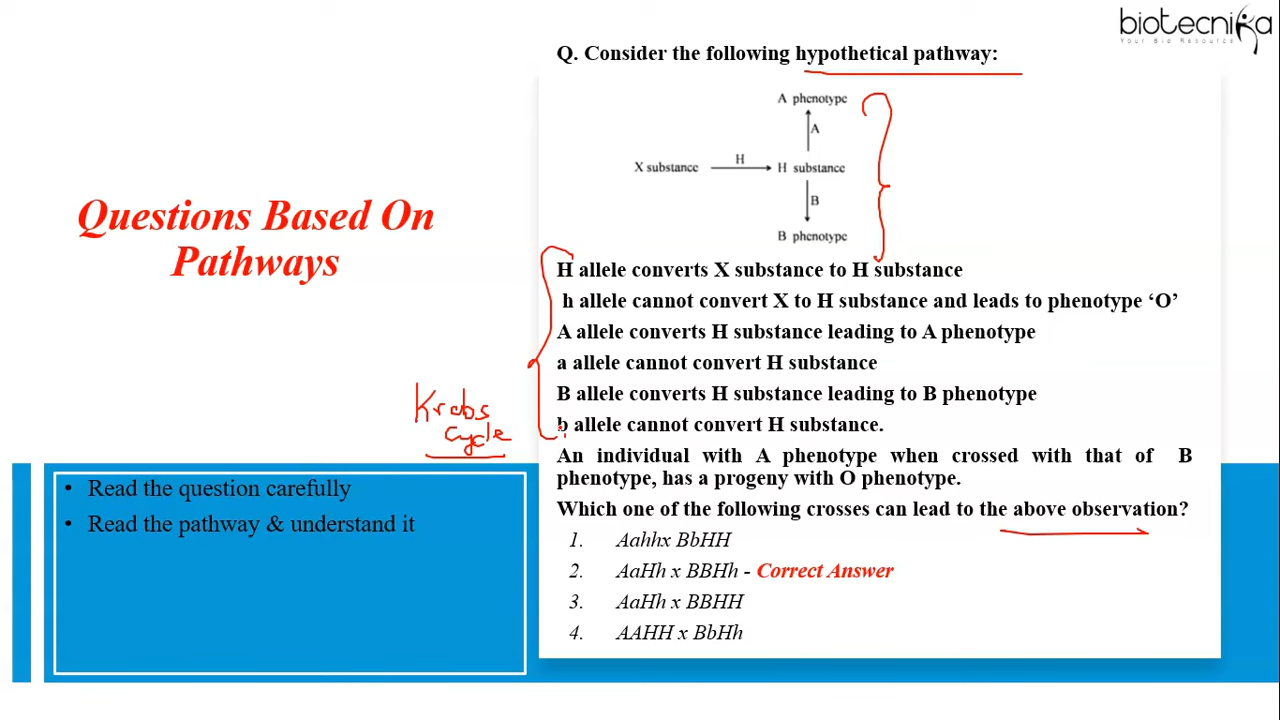 biotecnika
Your Bio Resource
Q. Consider the following hypothetical pathway:
A phenotype
A
X substance
H
H substance
B
B phenotype
Questions Based On
Pathways
H allele converts X substance to H substance
h allele cannot convert X to H substance and leads to phenotype ‘O’
A allele converts H substance leading to A phenotype
a allele cannot convert H substance
B allele converts H substance leading to B phenotype
b allele cannot convert H substance.
Krebs
Cycle
An individual with A phenotype when crossed with that of B
phenotype, has a progeny with O phenotype.
Which one of the following crosses can lead to the above observation?
1. Aahhx BbHH
2. AaHh x BBHh - Correct Answer
3. AaHh x BBHH
4. AAHH x BbHh
• Read the question carefully
• Read the pathway & understand it